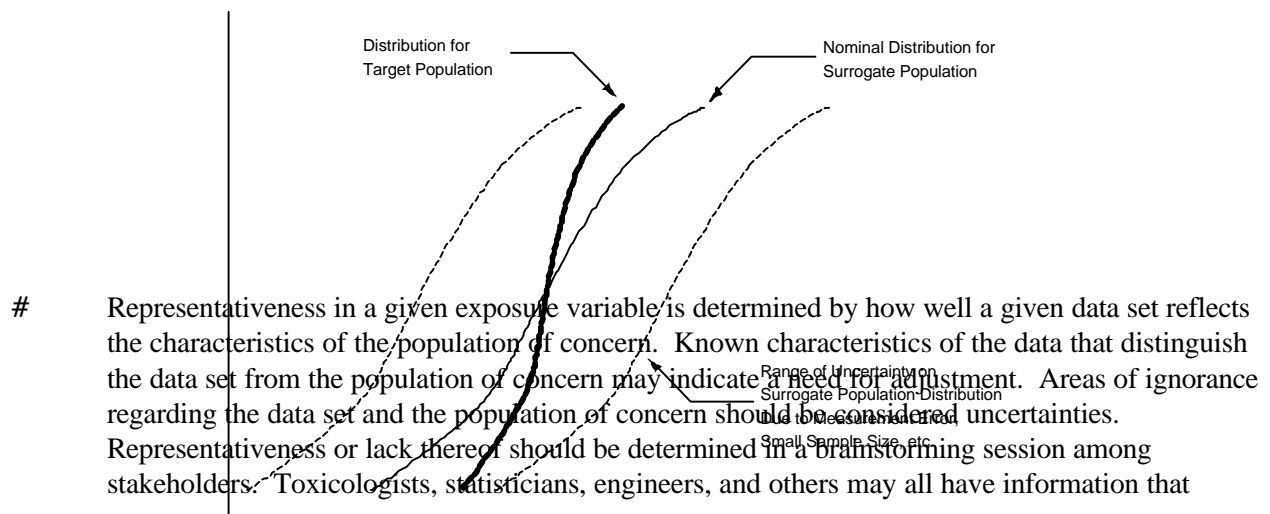 Distribution for
Target Population
Nominal Distribution for
Surrogate Population
# Representativeness in a given exposure variable is determined by how well a given data set reflects
the characteristics of the population of concern. Known characteristics of the data that distinguish
the data set from the population of concern may indicate a need for adjustment. Areas of ignorance
regarding the data set and the population of concern should be considered uncertainties.
Representativeness or lack thereof should be determined in a brainstorming session among
stakeholders. Toxicologists, statisticians, engineers, and others may all have information that
Range of Uncertainty on
Surrogate Population Distribution
Due to Measurement Error,
Small Sample Size, etc.